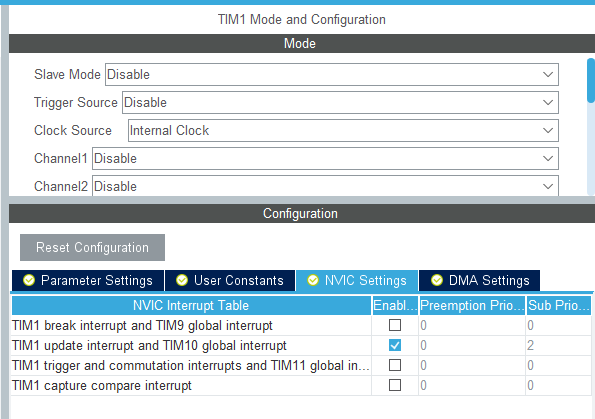 TIM1 Mode and Configuration
Mode
Slave Mode Disable
Trigger Source Disable
Clock Source Internal Clock
Channel1 Disable
Channel2 Disable
Configuration
Reset Configuration
Parameter Settings User Constants NVIC Settings DMA Settings
NVIC Interrupt Table Enabl... Preemption Prio... Sub Prio...
TIM1 break interrupt and TIM9 global interrupt 0 0
TIM1 update interrupt and TIM10 global interrupt 0 2
TIM1 trigger and commutation interrupts and TIM11 global in... 0 0
TIM1 capture compare interrupt 0 0